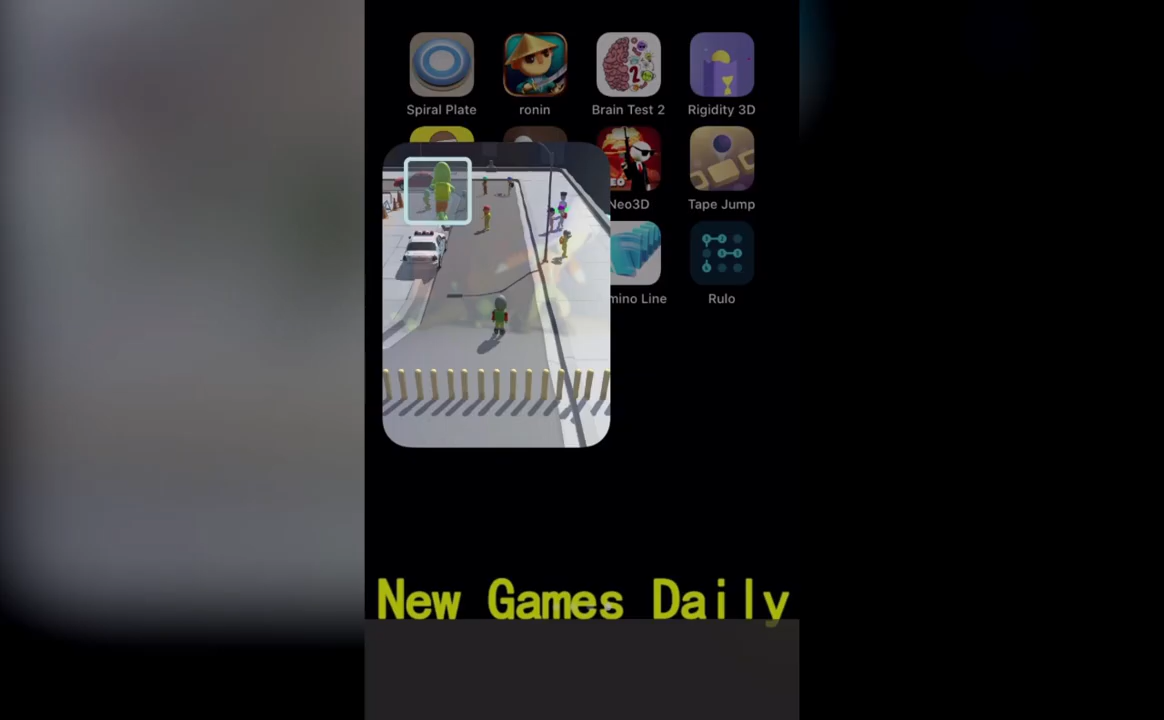 Spiral Plate
ronin
Brain Test 2
Rigidity 3D
Neo3D
Tape Jump
mino Line
Rulo
New Games Daily